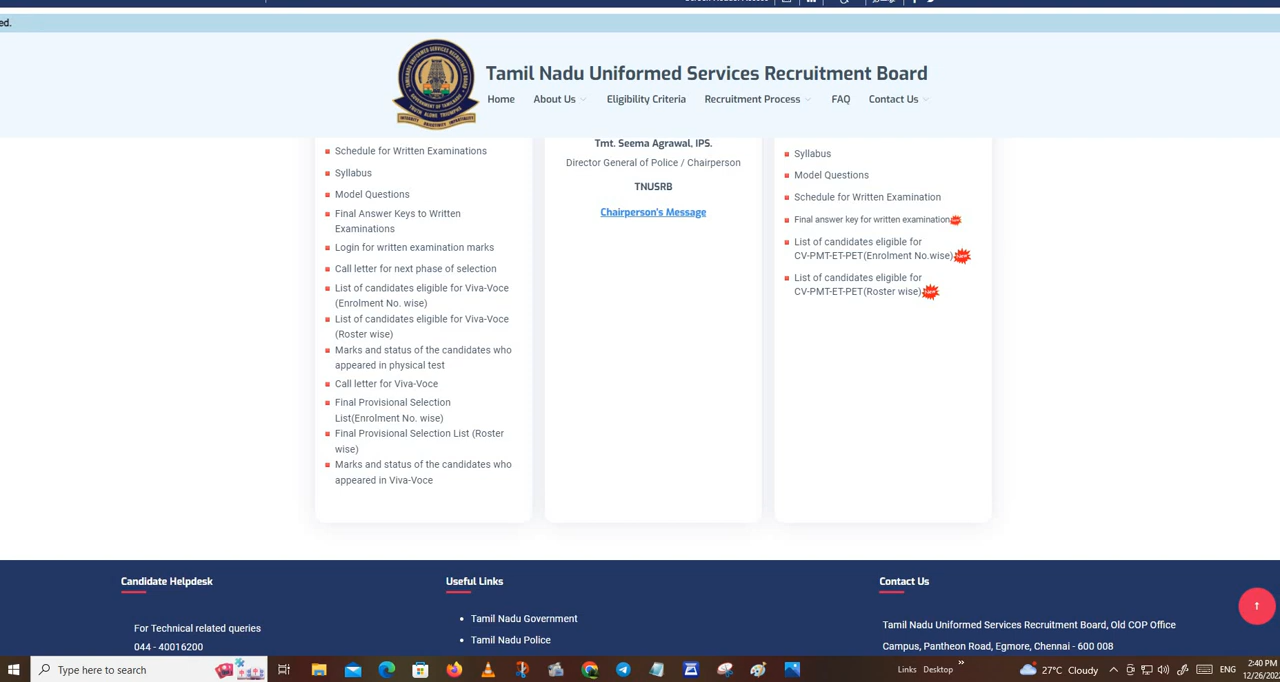 ed.
Tamil Nadu Uniformed Services Recruitment Board
Home About Us Eligibility Criteria Recruitment Process FAQ Contact Us
Schedule for Written Examinations
Syllabus
Model Questions
Final Answer Keys to Written
Examinations
Login for written examination marks
Call letter for next phase of selection
List of candidates eligible for Viva-Voce
(Enrolment No. wise)
List of candidates eligible for Viva-Voce
(Roster wise)
Marks and status of the candidates who
appeared in physical test
Call letter for Viva-Voce
Final Provisional Selection
List(Enrolment No. wise)
Final Provisional Selection List (Roster
wise)
Marks and status of the candidates who
appeared in Viva-Voce
Tmt. Seema Agrawal, IPS.
Director General of Police / Chairperson
TNUSRB
Chairperson's Message
Syllabus
Model Questions
Schedule for Written Examination
Final answer key for written examination
List of candidates eligible for
CV-PMT-ET-PET(Enrolment No.wise)
List of candidates eligible for
CV-PMT-ET-PET(Roster wise)
Candidate Helpdesk
For Technical related queries
044 - 40016200
Useful Links
Tamil Nadu Government
Tamil Nadu Police
Contact Us
Tamil Nadu Uniformed Services Recruitment Board, Old COP Office
Campus, Pantheon Road, Egmore, Chennai - 600 008
Type here to search
Links Desktop
27°C Cloudy
ENG
2:40 PM
12/26/202